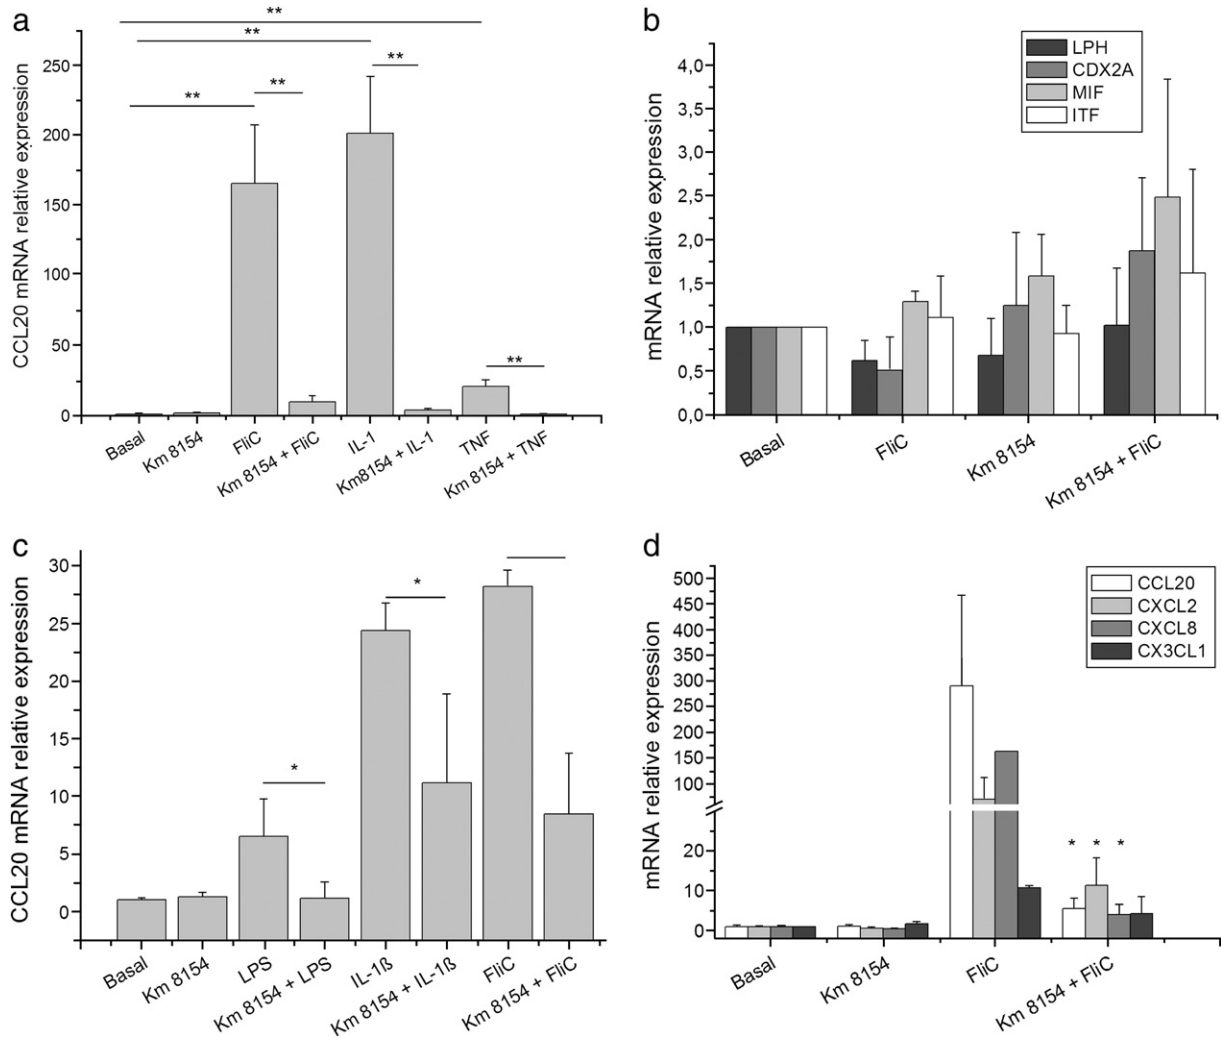 a
CCL20 mRNA relative expression
250
200
150
100
50
0
**
**
**
**
**
**
Basal
Km 8154
FliC
Km 8154 + FliC
IL-1
Km8154 + IL-1
TNF
Km 8154 + TNF
b
mRNA relative expression
4,0
3,5
3,0
2,5
2,0
1,5
1,0
0,5
0,0
LPH
CDX2A
MIF
ITF
Basal
FliC
Km 8154
Km 8154 + FliC
c
CCL20 mRNA relative expression
30
25
20
15
10
5
0
*
*
Basal
Km 8154
LPS
Km 8154 + LPS
IL-1ß
Km 8154 + IL-1ß
FliC
Km 8154 + FliC
d
mRNA relative expression
500
450
400
350
300
250
200
150
100
20
10
0
CCL20
CXCL2
CXCL8
CX3CL1
* * *
Basal
Km 8154
FliC
Km 8154 + FliC